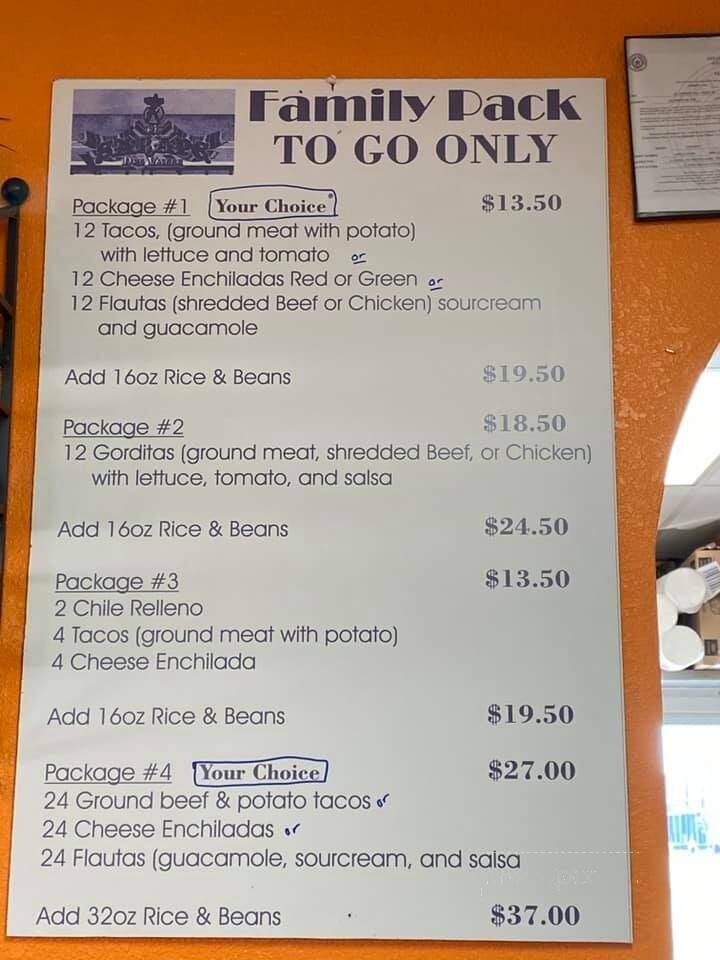 Family Pack
TO GO ONLY
Package #1 Your Choice $13.50
12 Tacos, (ground meat with potato)
with lettuce and tomato or
12 Cheese Enchiladas Red or Green or
12 Flautas (shredded Beef or Chicken) sourcream
and guacamole
Add 16oz Rice & Beans $19.50
Package #2 $18.50
12 Gorditas (ground meat, shredded Beef, or Chicken)
with lettuce, tomato, and salsa
Add 16oz Rice & Beans $24.50
Package #3 $13.50
2 Chile Relleno
4 Tacos (ground meat with potato)
4 Cheese Enchilada
Add 16oz Rice & Beans $19.50
Package #4 Your Choice $27.00
24 Ground beef & potato tacos or
24 Cheese Enchiladas or
24 Flautas (guacamole, sourcream, and salsa
Add 32oz Rice & Beans $37.00